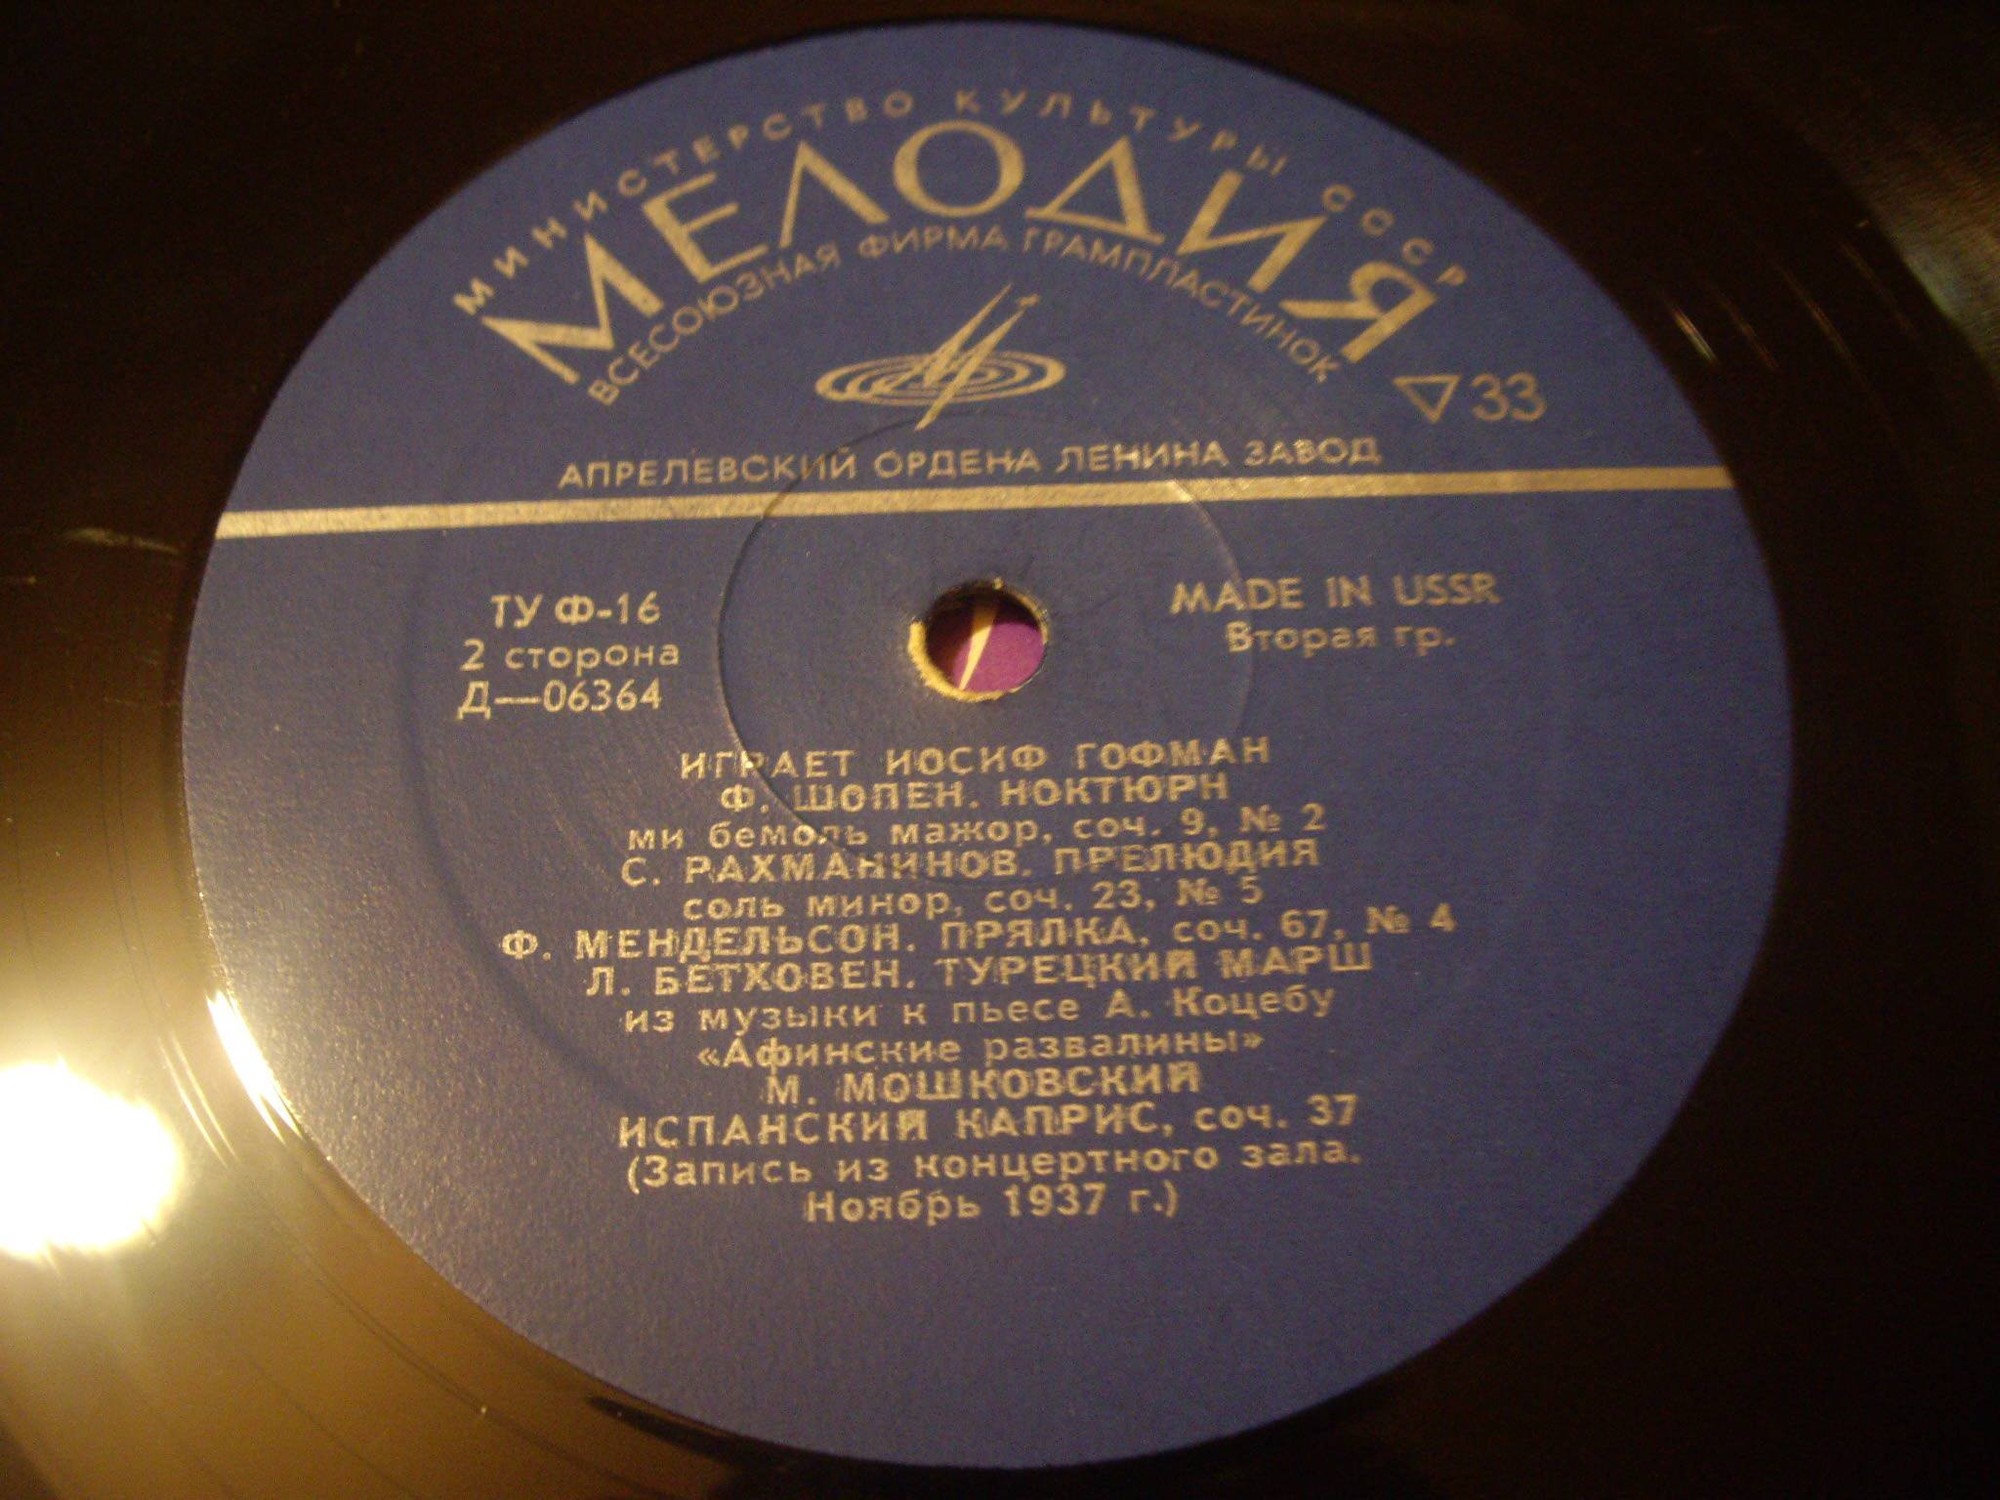 МИНИСТЕРСТВО КУЛЬТУРЫ СССР
МЕЛОДИЯ
ВСЕСОЮЗНАЯ ФИРМА ГРАМПЛАСТИНОК
▽33
АПРЕЛЕВСКИЙ ОРДЕНА ЛЕНИНА ЗАВОД
ТУ Ф-16
2 сторона
Д—06364
MADE IN USSR
Вторая гр.
ИГРАЕТ ИОСИФ ГОФМАН
Ф. ШОПЕН. НОКТЮРН
ми бемоль мажор, соч. 9, № 2
С. РАХМАНИНОВ. ПРЕЛЮДИЯ
соль минор, соч. 23, № 5
Ф. МЕНДЕЛЬСОН. ПРЯЛКА, соч. 67, № 4
Л. БЕТХОВЕН. ТУРЕЦКИЙ МАРШ
из музыки к пьесе А. Коцебу
«Афинские развалины»
М. МОШКОВСКИЙ
ИСПАНСКИЙ КАПРИС, соч. 37
(Запись из концертного зала.
Ноябрь 1937 г.)